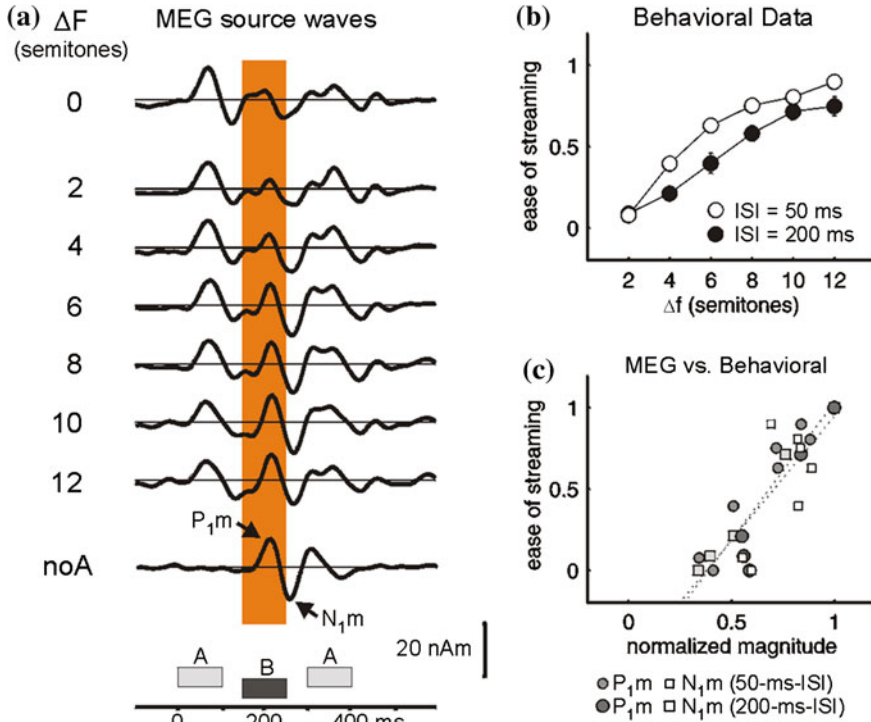 (a) ΔF MEG source waves
(semitones)
0
2
4
6
8
10
12
P1m
noA
N1m
20 nAm
A B A
0 200 400 ms
(b) Behavioral Data
ease of streaming
1
0.5
0
ISI = 50 ms
ISI = 200 ms
2 4 6 8 10 12
Δf (semitones)
(c) MEG vs. Behavioral
ease of streaming
1
0.5
0
0 0.5 1
normalized magnitude
P1m N1m (50-ms-ISI)
P1m N1m (200-ms-ISI)